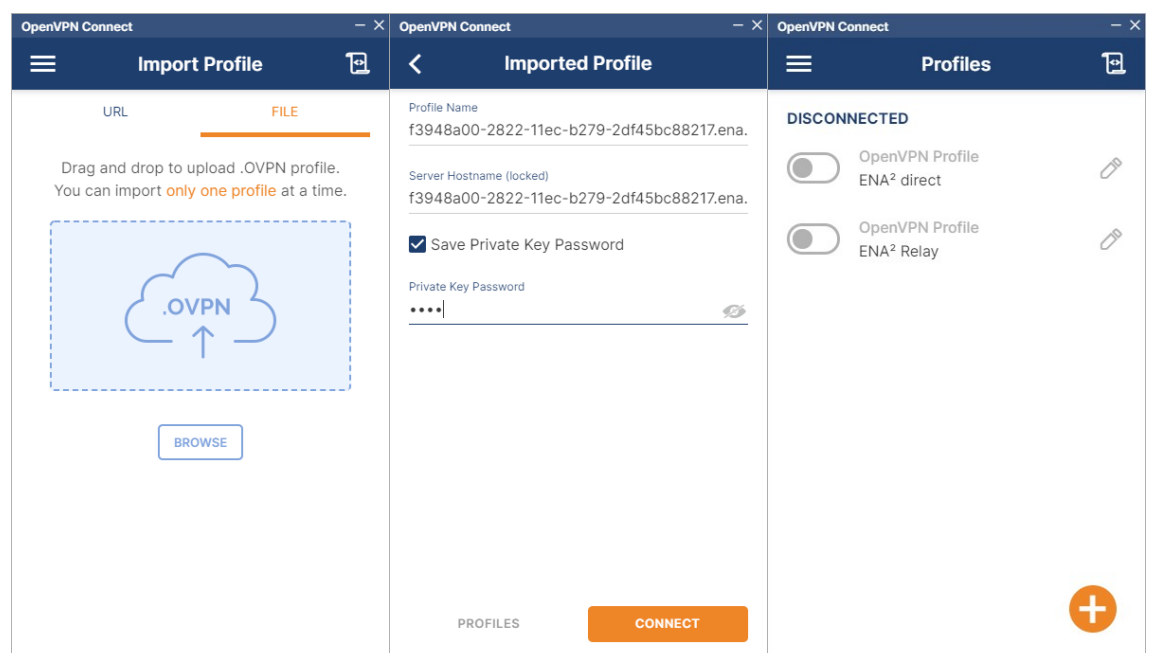 OpenVPN Connect
Import Profile
URL
FILE
Drag and drop to upload .OVPN profile.
You can import only one profile at a time.
.OVPN
BROWSE
OpenVPN Connect
Imported Profile
Profile Name
f3948a00-2822-11ec-b279-2df45bc88217.ena.
Server Hostname (locked)
f3948a00-2822-11ec-b279-2df45bc88217.ena.
Save Private Key Password
Private Key Password
••••
PROFILES
CONNECT
OpenVPN Connect
Profiles
DISCONNECTED
OpenVPN Profile
ENA² direct
OpenVPN Profile
ENA² Relay